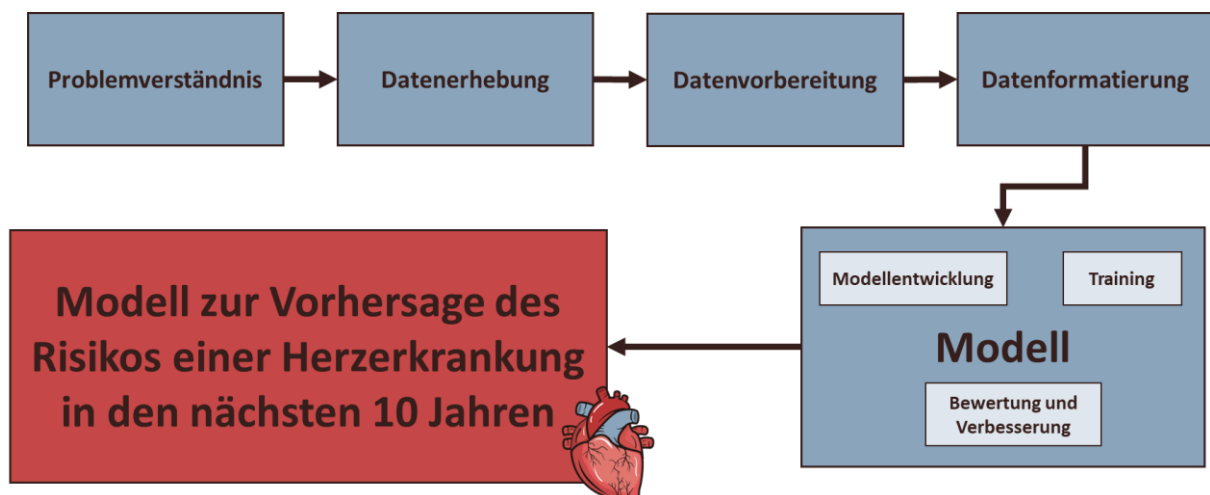 Problemverständnis
Datenerhebung
Datenvorbereitung
Datenformatierung
Modellentwicklung
Training
Modell
Bewertung und
Verbesserung
Modell zur Vorhersage des
Risikos einer Herzerkrankung
in den nächsten 10 Jahren